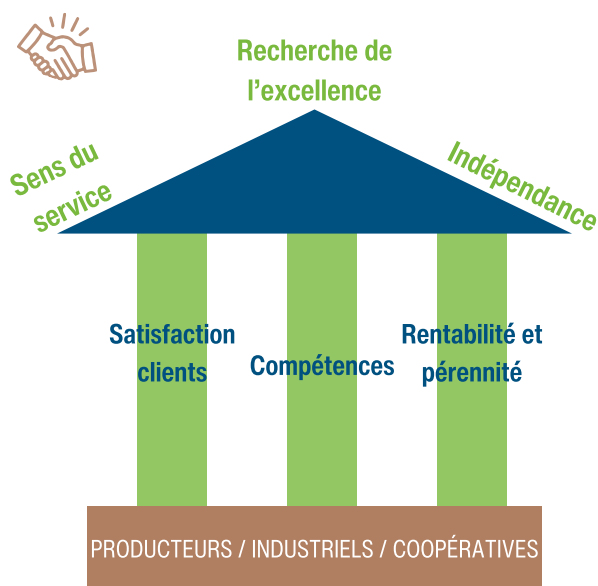 Recherche de
l'excellence
Sens du
service
Indépendance
Satisfaction
clients
Compétences
Rentabilité et
pérennité
PRODUCTEURS / INDUSTRIELS / COOPÉRATIVES